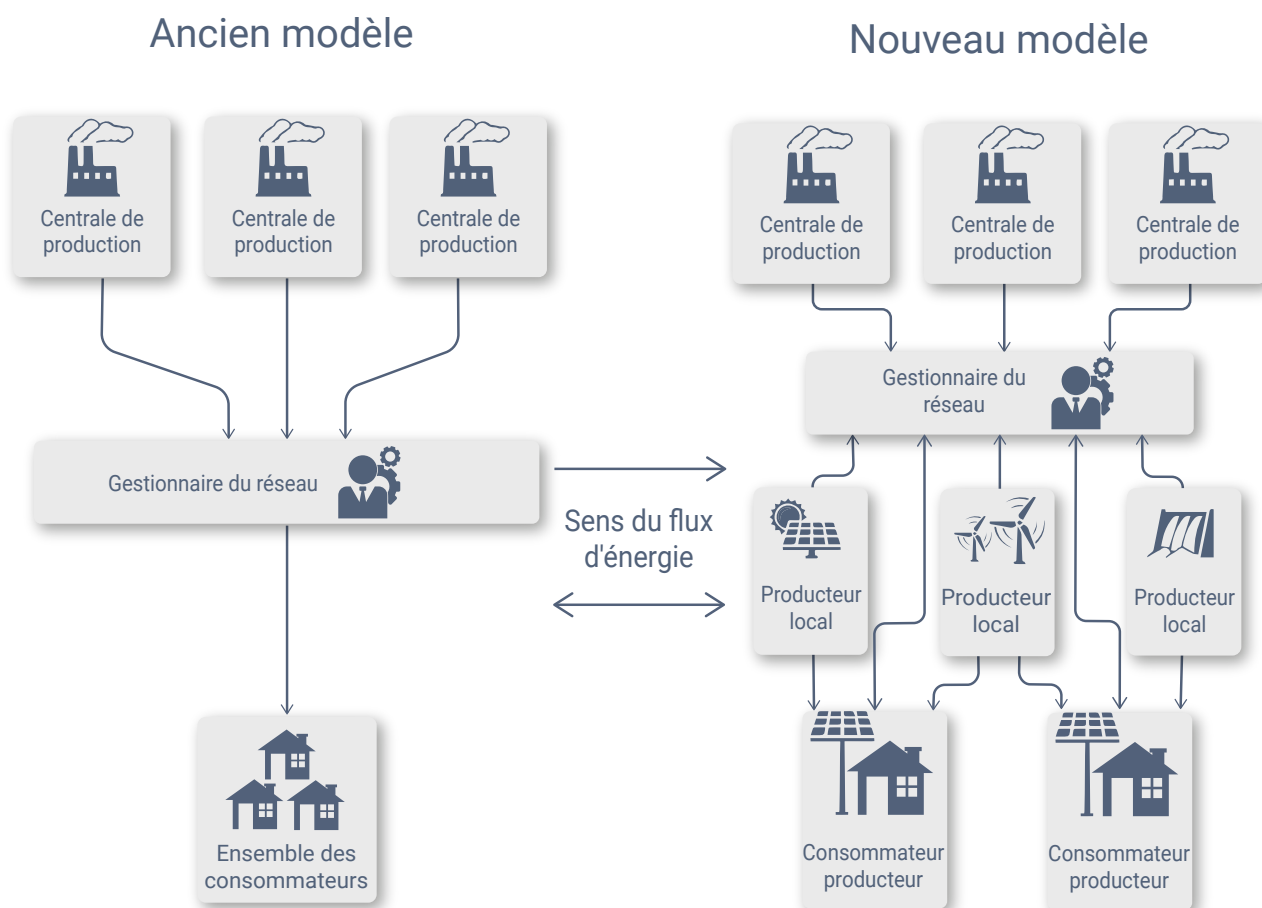 Ancien modèle
Centrale de
production
Centrale de
production
Centrale de
production
Gestionnaire du réseau
Ensemble des
consommateurs
Sens du flux
d'énergie
Nouveau modèle
Centrale de
production
Centrale de
production
Centrale de
production
Gestionnaire du
réseau
Producteur
local
Producteur
local
Producteur
local
Consommateur
producteur
Consommateur
producteur